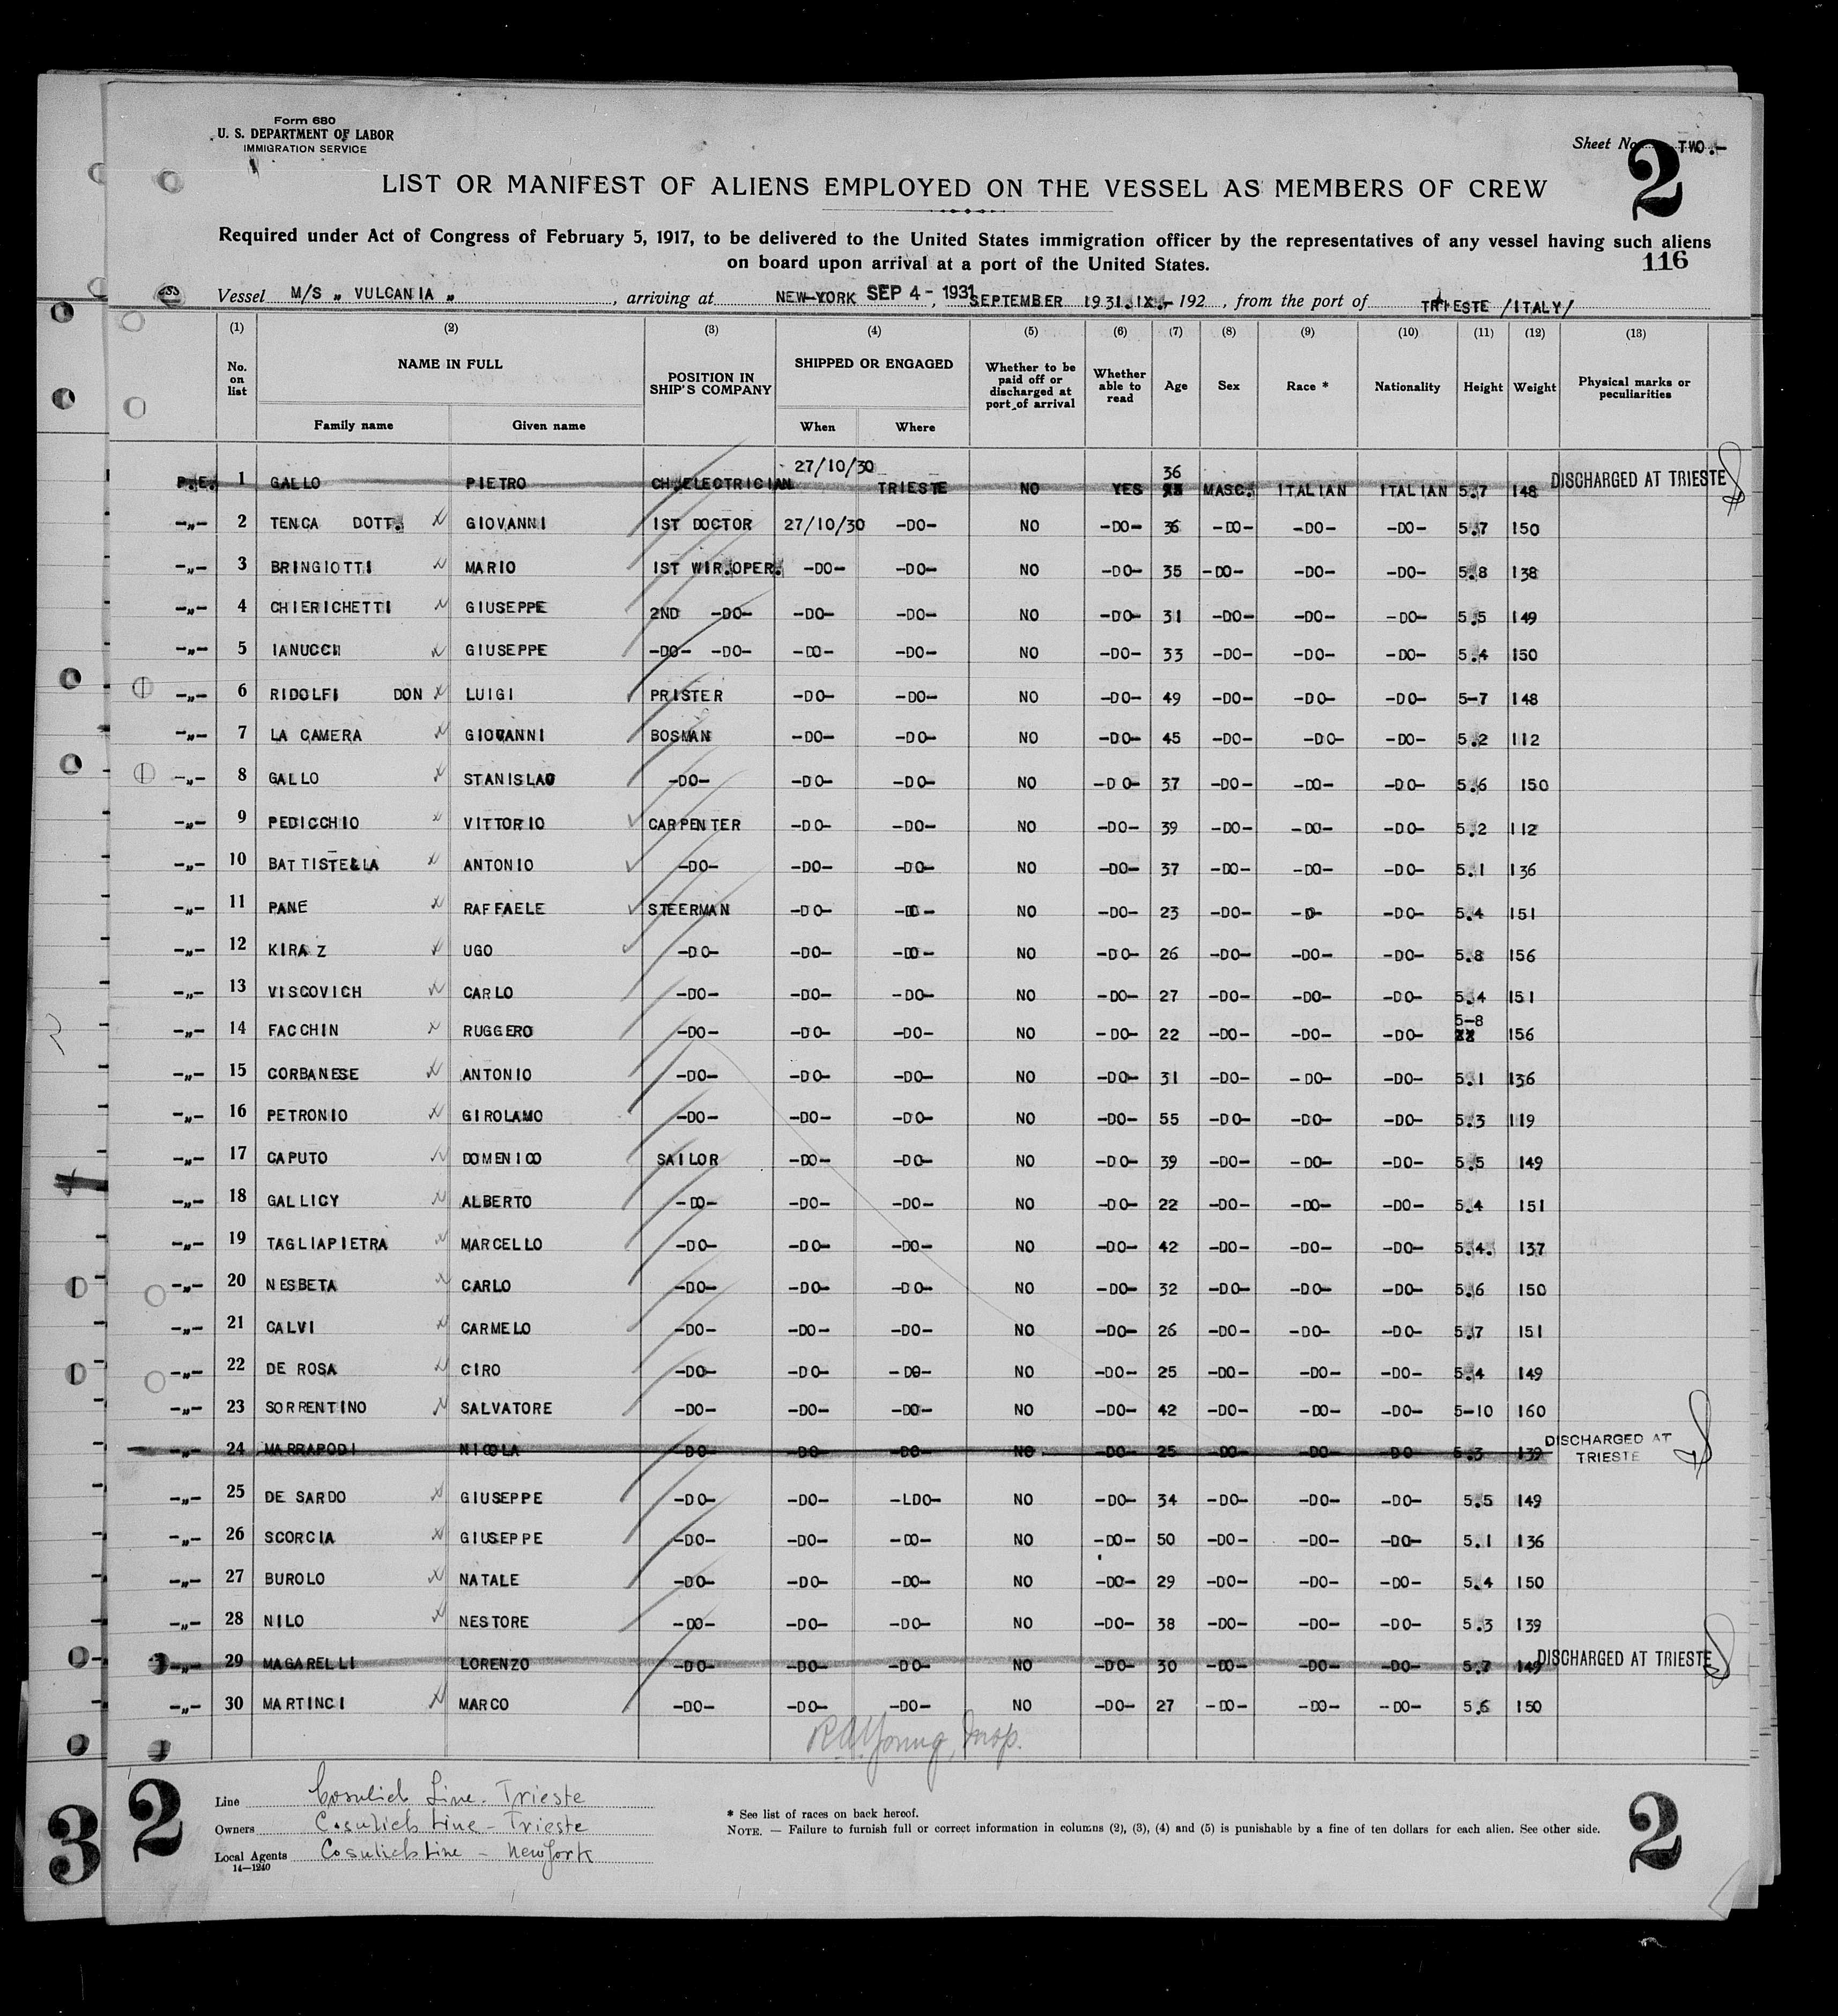 Form 680
U. S. DEPARTMENT OF LABOR
IMMIGRATION SERVICE
Sheet No. TWO.-
2
LIST OR MANIFEST OF ALIENS EMPLOYED ON THE VESSEL AS MEMBERS OF CREW
Required under Act of Congress of February 5, 1917, to be delivered to the United States immigration officer by the representatives of any vessel having such aliens
on board upon arrival at a port of the United States.
116
Vessel M/S „ VULCANIA „ , arriving at NEW-YORK SEP 4 - 1931, SEPTEMBER 1931.IX.- 192 , from the port of TRIESTE /ITALY/
(1) (2) (3) (4) (5) (6) (7) (8) (9) (10) (11) (12) (13)
No. on list NAME IN FULL POSITION IN SHIP'S COMPANY SHIPPED OR ENGAGED Whether to be paid off or discharged at port of arrival Whether able to read Age Sex Race * Nationality Height Weight Physical marks or peculiarities
Family name Given name When Where
27/10/30 36
P.E. 1 GALLO PIETRO CH.ELECTRICIAN TRIESTE NO YES MASC. ITALIAN ITALIAN 5.7 148 DISCHARGED AT TRIESTE
-„- 2 TENCA DOTT. GIOVANNI 1ST DOCTOR 27/10/30 -DO- NO -DO- 36 -DO- -DO- -DO- 5.7 150
-„- 3 BRINGIOTTI MARIO 1ST WIR.OPER. -DO- -DO- NO -DO- 35 -DO- -DO- -DO- 5.8 138
-„- 4 CHIERICHETTI GIUSEPPE 2ND -DO- -DO- -DO- NO -DO- 31 -DO- -DO- -DO- 5.5 149
-„- 5 IANUCCI GIUSEPPE -DO- -DO- -DO- -DO- NO -DO- 33 -DO- -DO- -DO- 5.4 150
-„- 6 RIDOLFI DON LUIGI PRISTER -DO- -DO- NO -DO- 49 -DO- -DO- -DO- 5-7 148
-„- 7 LA CAMERA GIOVANNI BOSMAN -DO- -DO- NO -DO- 45 -DO- -DO- -DO- 5.2 112
-„- 8 GALLO STANISLAO -DO- -DO- -DO- NO -DO- 37 -DO- -DO- -DO- 5.6 150
-„- 9 PEDICCHIO VITTORIO CARPENTER -DO- -DO- NO -DO- 39 -DO- -DO- -DO- 5.2 112
-„- 10 BATTISTELLA ANTONIO -DO- -DO- -DO- NO -DO- 37 -DO- -DO- -DO- 5.1 136
-„- 11 PANE RAFFAELE STEERMAN -DO- -DO- NO -DO- 23 -DO- -D- -DO- 5.4 151
-„- 12 KIRAZ UGO -DO- -DO- -DO- NO -DO- 26 -DO- -DO- -DO- 5.8 156
-„- 13 VISCOVICH CARLO -DO- -DO- -DO- NO -DO- 27 -DO- -DO- -DO- 5.4 151
-„- 14 FACCHIN RUGGERO -DO- -DO- -DO- NO -DO- 22 -DO- -DO- -DO- 5-8 156
-„- 15 CORBANESE ANTONIO -DO- -DO- -DO- NO -DO- 31 -DO- -DO- -DO- 5.1 136
-„- 16 PETRONIO GIROLAMO -DO- -DO- -DO- NO -DO- 55 -DO- -DO- -DO- 5.3 119
-„- 17 CAPUTO DOMENICO SAILOR -DO- -DO- NO -DO- 39 -DO- -DO- -DO- 5.5 149
-„- 18 GALLICY ALBERTO -DO- -DO- -DO- NO -DO- 22 -DO- -DO- -DO- 5.4 151
-„- 19 TAGLIAPIETRA MARCELLO -DO- -DO- -DO- NO -DO- 42 -DO- -DO- -DO- 5.4. 137
-„- 20 NESBETA CARLO -DO- -DO- -DO- NO -DO- 32 -DO- -DO- -DO- 5.6 150
-„- 21 CALVI CARMELO -DO- -DO- -DO- NO -DO- 26 -DO- -DO- -DO- 5.7 151
-„- 22 DE ROSA CIRO -DO- -DO- -DO- NO -DO- 25 -DO- -DO- -DO- 5.4 149
-„- 23 SORRENTINO SALVATORE -DO- -DO- -DO- NO -DO- 42 -DO- -DO- -DO- 5-10 160
-„- 24 MARRAPODI NICOLA -DO- -DO- -DO- NO -DO- 25 -DO- -DO- -DO- 5.3 139 DISCHARGED AT TRIESTE
-„- 25 DE SARDO GIUSEPPE -DO- -DO- -LDO- NO -DO- 34 -DO- -DO- -DO- 5.5 149
-„- 26 SCORCIA GIUSEPPE -DO- -DO- -DO- NO -DO- 50 -DO- -DO- -DO- 5.1 136
-„- 27 BUROLO NATALE -DO- -DO- -DO- NO -DO- 29 -DO- -DO- -DO- 5.4 150
-„- 28 NILO NESTORE -DO- -DO- -DO- NO -DO- 38 -DO- -DO- -DO- 5.3 139
-„- 29 MAGARELLI LORENZO -DO- -DO- -DO- NO -DO- 30 -DO- -DO- -DO- 5.7 149 DISCHARGED AT TRIESTE
-„- 30 MARTINCI MARCO -DO- -DO- -DO- NO -DO- 27 -DO- -DO- -DO- 5.6 150
R.A. Young, Insp.
3 2 2
Line Cosulich Line. Trieste
Owners Cosulich Line - Trieste
Local Agents Cosulich Line - New York
14-1240
* See list of races on back hereof.
NOTE. — Failure to furnish full or correct information in columns (2), (3), (4) and (5) is punishable by a fine of ten dollars for each alien. See other side.